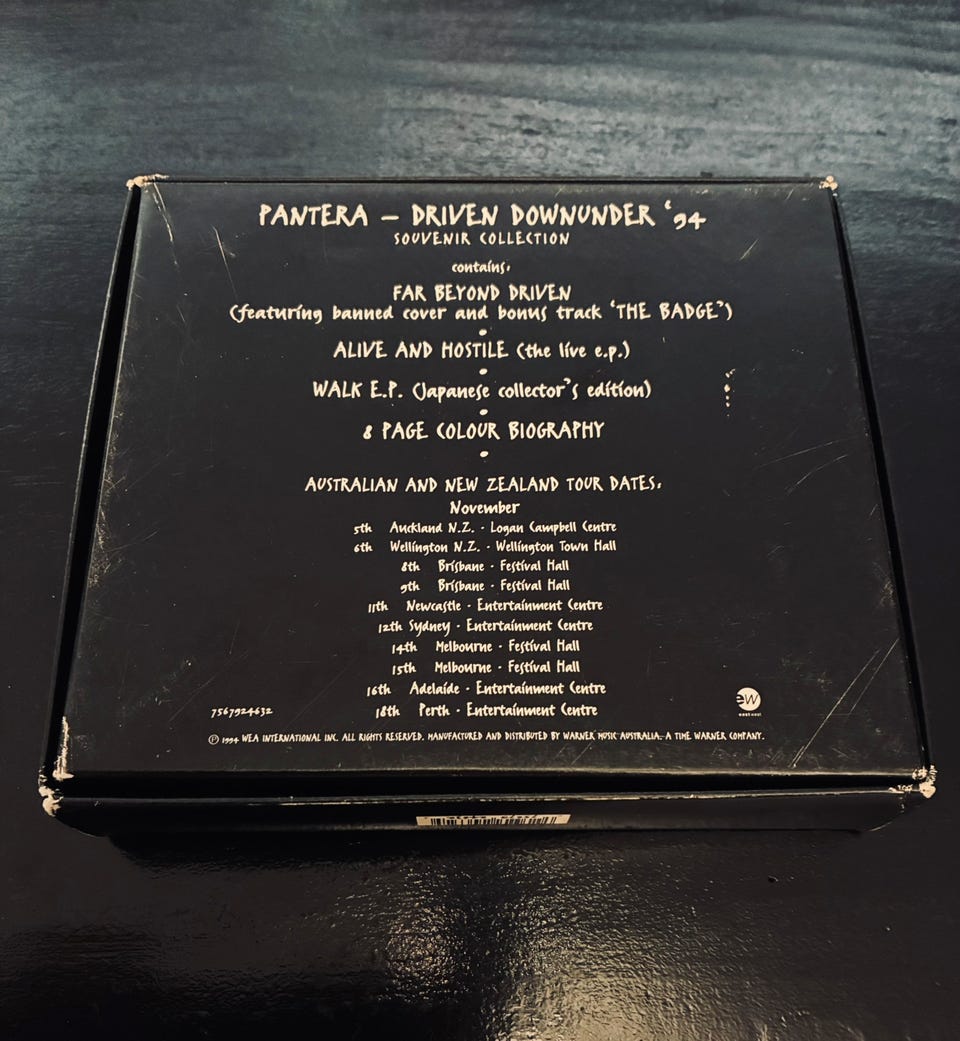 PANTERA – DRIVEN DOWNUNDER '94
SOUVENIR COLLECTION
contains:
FAR BEYOND DRIVEN
(featuring banned cover and bonus track 'THE BADGE')
•
ALIVE AND HOSTILE (the live e.p.)
•
WALK E.P. (Japanese collector's edition)
•
8 PAGE COLOUR BIOGRAPHY
•
AUSTRALIAN AND NEW ZEALAND TOUR DATES:
November
5th Auckland N.Z. · Logan Campbell Centre
6th Wellington N.Z. · Wellington Town Hall
8th Brisbane · Festival Hall
9th Brisbane · Festival Hall
11th Newcastle · Entertainment Centre
12th Sydney · Entertainment Centre
14th Melbourne · Festival Hall
15th Melbourne · Festival Hall
16th Adelaide · Entertainment Centre
18th Perth · Entertainment Centre
7567924632
ew
eastwest
℗ 1994 WEA INTERNATIONAL INC. ALL RIGHTS RESERVED. MANUFACTURED AND DISTRIBUTED BY WARNER MUSIC AUSTRALIA. A TIME WARNER COMPANY.